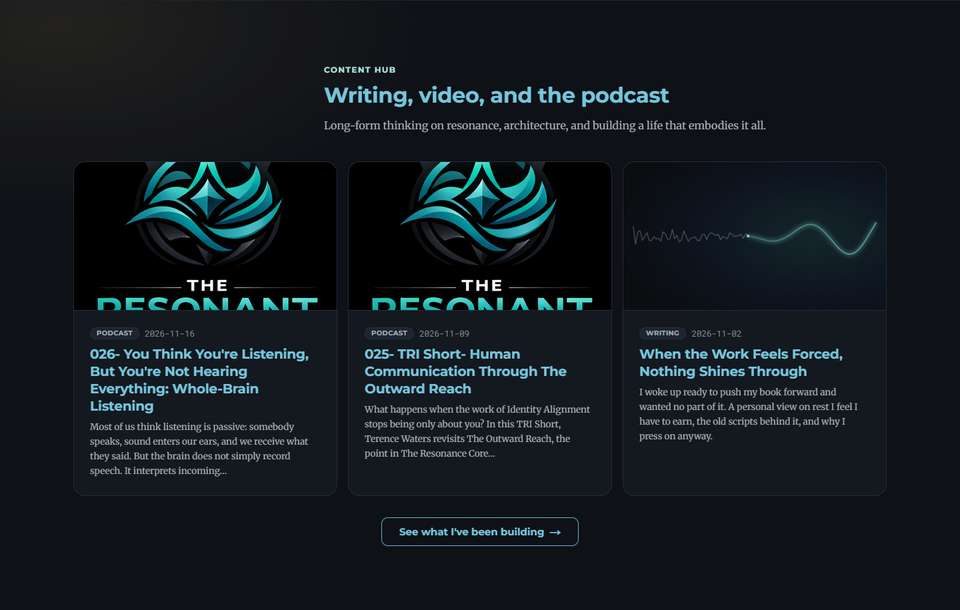 CONTENT HUB
Writing, video, and the podcast
Long-form thinking on resonance, architecture, and building a life that embodies it all.
THE
RESONANT
PODCAST 2026-11-16
026- You Think You're Listening,
But You're Not Hearing
Everything: Whole-Brain
Listening
Most of us think listening is passive: somebody
speaks, sound enters our ears, and we receive what
they said. But the brain does not simply record
speech. It interprets incoming...
THE
RESONANT
PODCAST 2026-11-09
025- TRI Short- Human
Communication Through The
Outward Reach
What happens when the work of Identity Alignment
stops being only about you? In this TRI Short,
Terence Waters revisits The Outward Reach, the
point in The Resonance Core...
WRITING 2026-11-02
When the Work Feels Forced,
Nothing Shines Through
I woke up ready to push my book forward and
wanted no part of it. A personal view on rest I feel I
have to earn, the old scripts behind it, and why I
press on anyway.
See what I've been building →